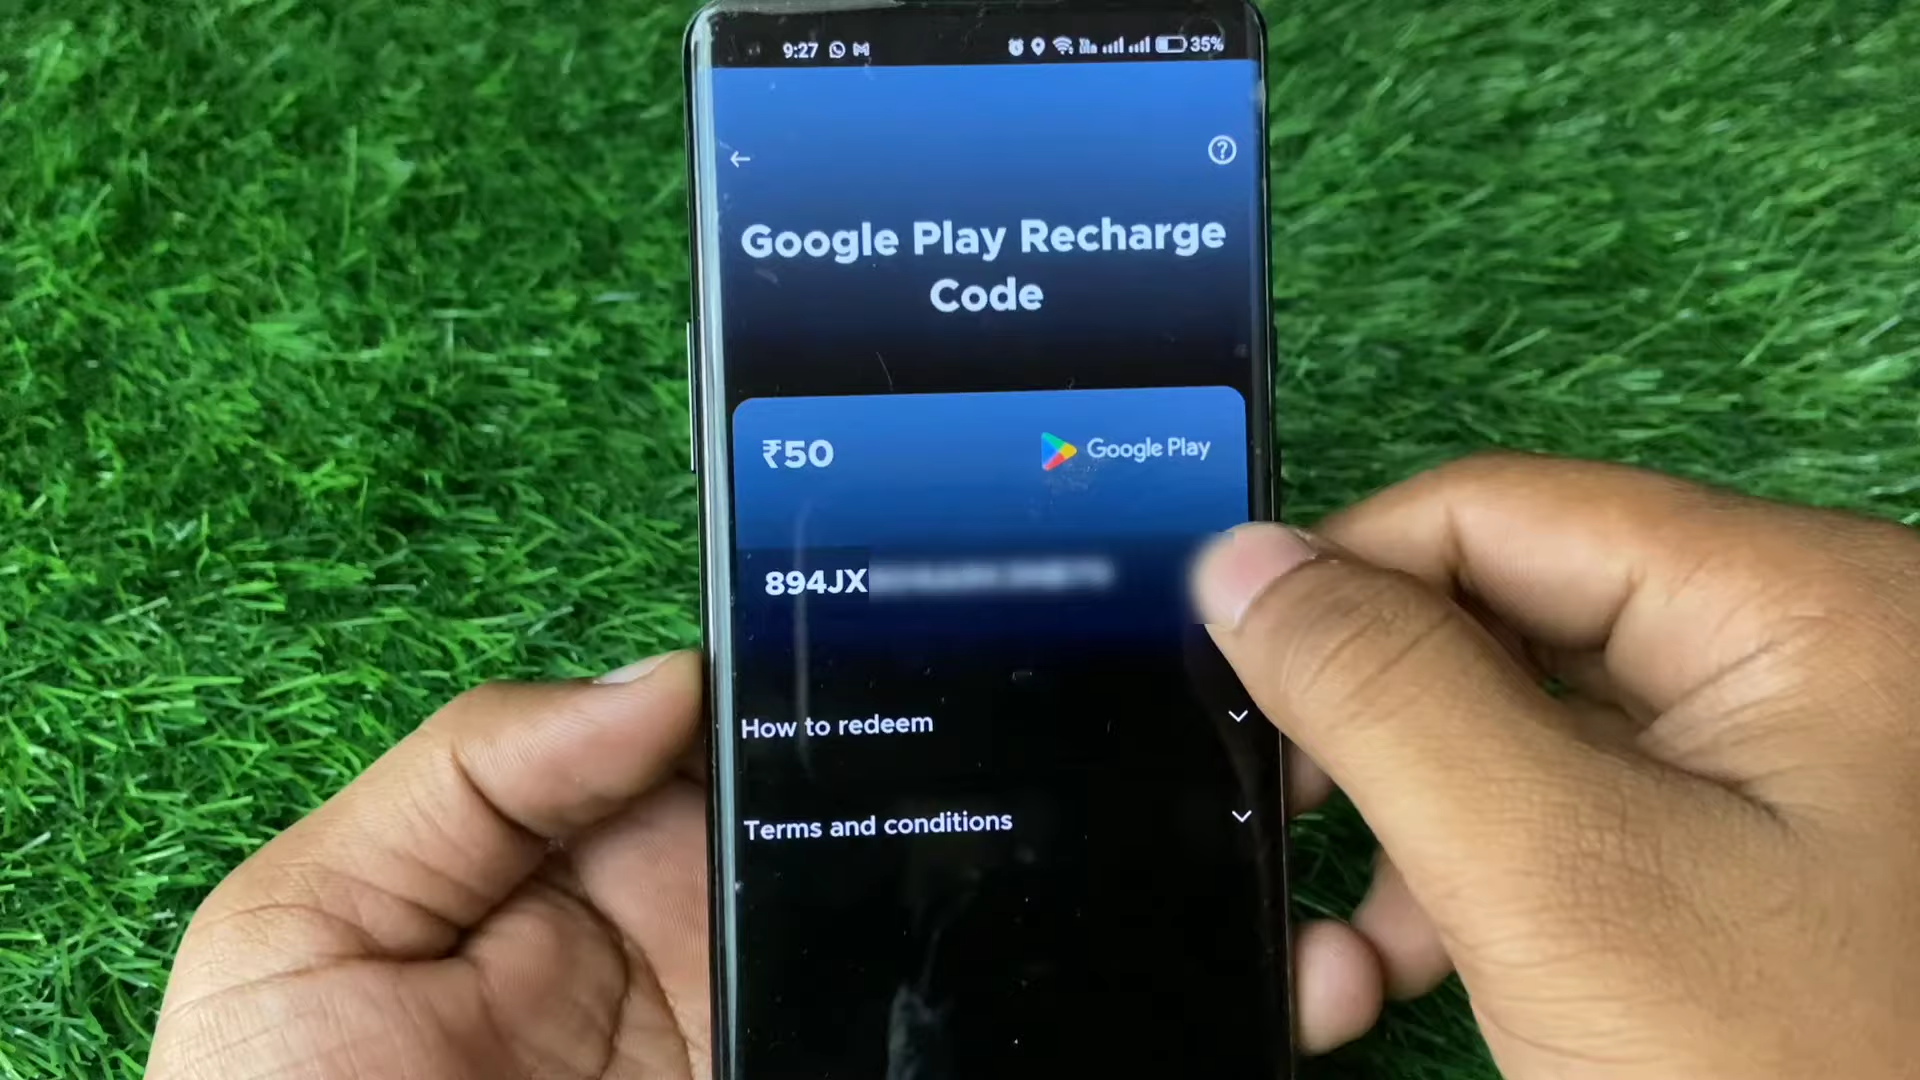 9:27
35%
Google Play Recharge
Code
₹50
Google Play
894JX
How to redeem
Terms and conditions